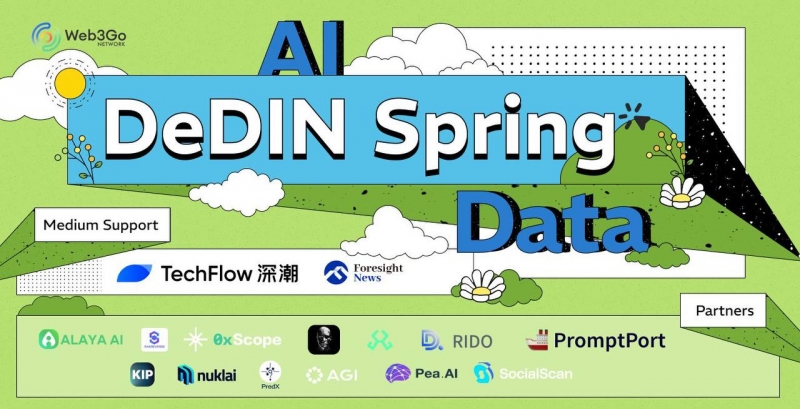 Web3Go
NETWORK
AI
DeDIN Spring
Data
Medium Support
TechFlow 深潮
Foresight
News
Partners
ALAYA AI
0xScope
RIDO
PromptPort
KIP
nuklai
PredX
AGI
Pea.AI
SocialScan